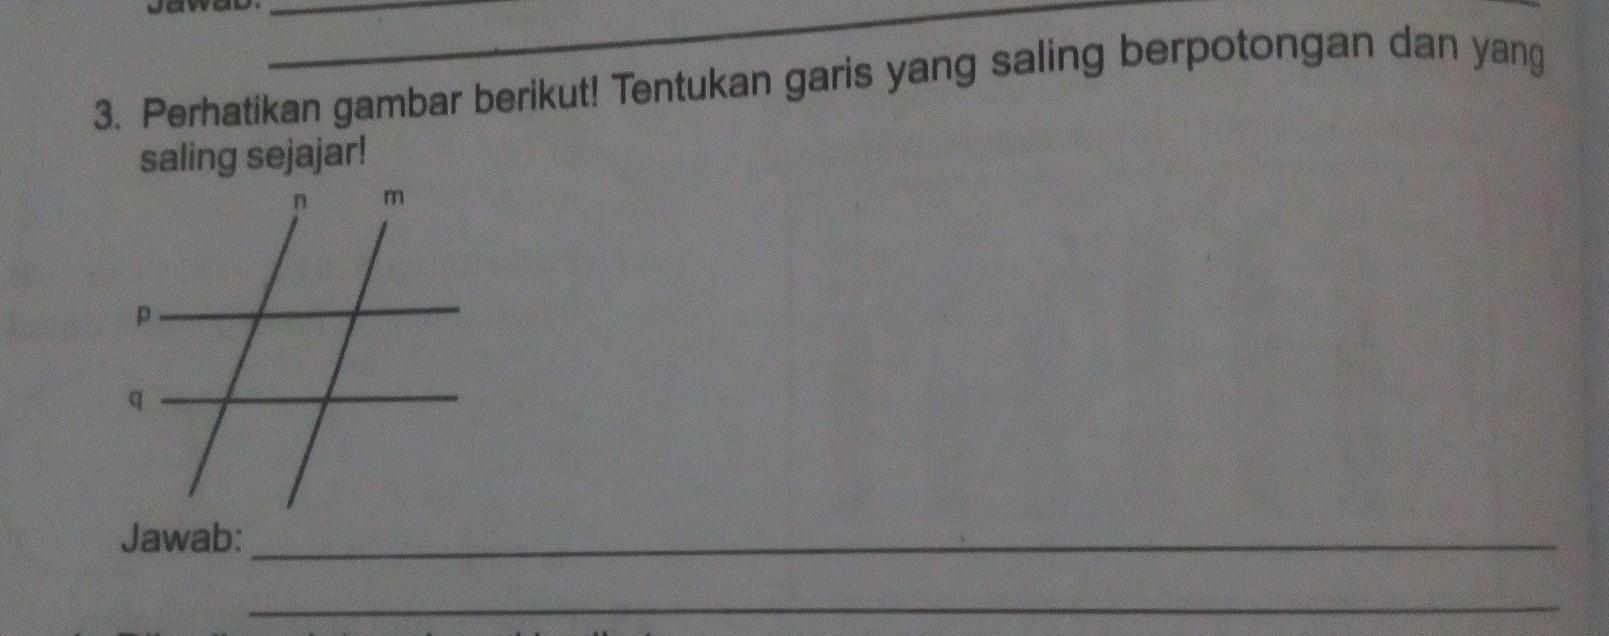 Jawab:
3. Perhatikan gambar berikut! Tentukan garis yang saling berpotongan dan yang
saling sejajar!
n m
p
q
Jawab: